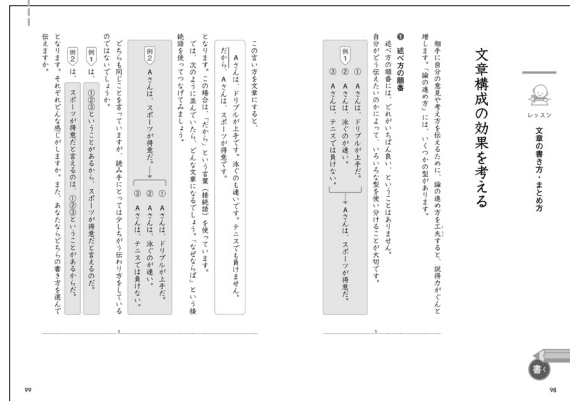 レッスン
文章の書き方・まとめ方
文章構成の効果を考える
相手に自分の意見や考え方を伝えるために、論の進め方を工夫すると、説得力がぐんと
増します。「論の進め方」には、いくつかの型があります。
❶ 述べ方の順番
述べ方の順番には、どれがいちばん良い、ということはありません。
自分がどう伝えたいのかによって、いろいろな型を使い分けることが大切です。
例1
① Aさんは、ドリブルが上手だ。
② Aさんは、泳ぐのが速い。
③ Aさんは、テニスでは負けない。
→Aさんは、スポーツが得意だ。
書く
98
この言い方を文章にすると、
Aさんは、ドリブルが上手です。泳ぐのも速いです。テニスでも負けません。
だから、Aさんは、スポーツが得意です。
となります。この場合は、「だから」という言葉（接続語）を使っています。
では、次のように並んでいたら、どんな文章になるでしょう。「なぜならば」という接
続語を使ってつなげてみましょう。
例2
Aさんは、スポーツが得意だ。→
① Aさんは、ドリブルが上手だ。
② Aさんは、泳ぐのが速い。
③ Aさんは、テニスでは負けない。
どちらも同じことを言っていますが、読み手にとっては少しちがう伝わり方をしている
のではないでしょうか。
例1は、①②③ということがあるから、スポーツが得意だと言えるのだ。
例2は、スポーツが得意だと言えるのは、①②③ということがあるからだ。
となります。それぞれどんな感じがしますか。また、あなたならどちらの書き方を選んで
伝えますか。
99